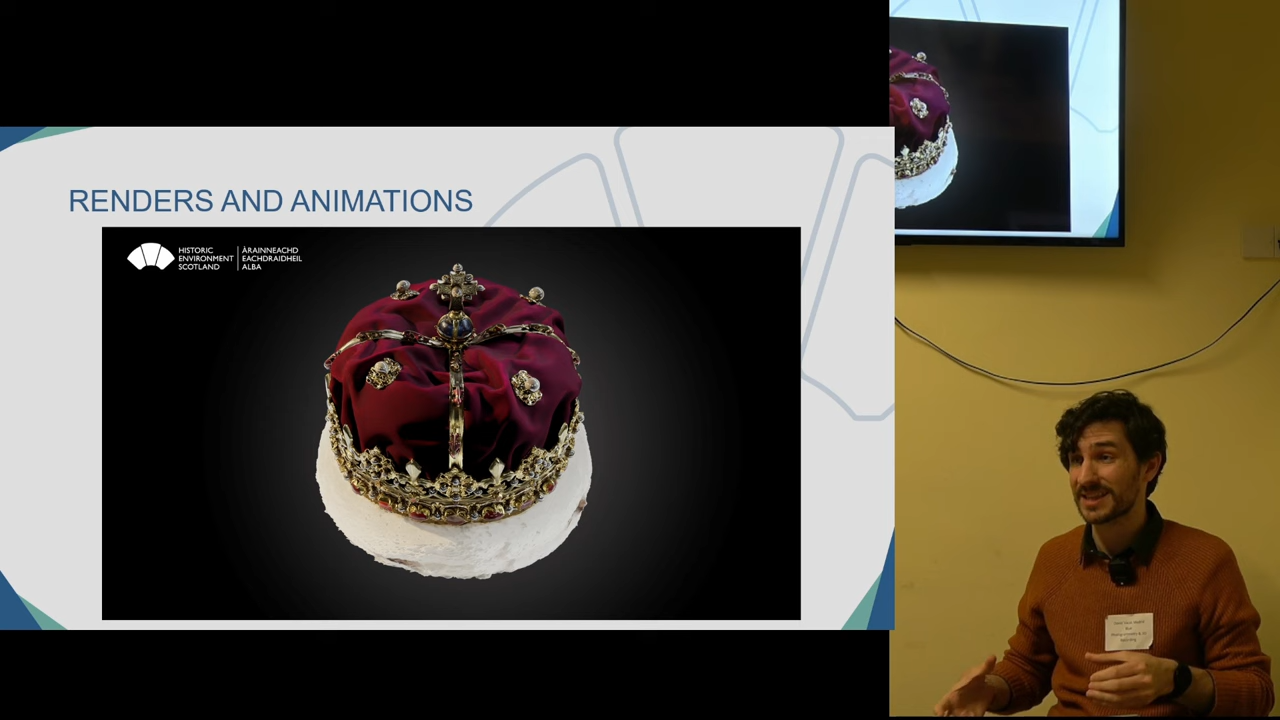 RENDERS AND ANIMATIONS
HISTORIC
ENVIRONMENT
SCOTLAND
ÀRAINNEACHD
EACHDRAIDHEIL
ALBA